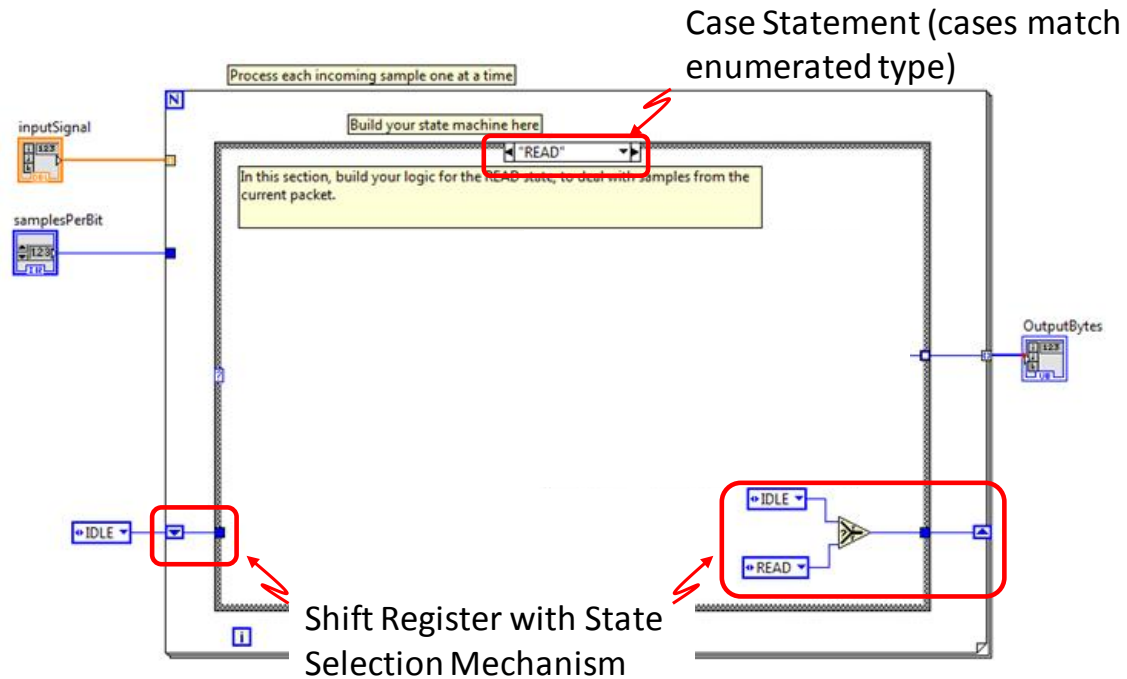 Case Statement (cases match
enumerated type)
Process each incoming sample one at a time
N
inputSignal
Build your state machine here
"READ"
In this section, build your logic for the READ state, to deal with samples from the
current packet.
samplesPerBit
123
OutputBytes
123
IDLE
IDLE
READ
Shift Register with State
Selection Mechanism
i